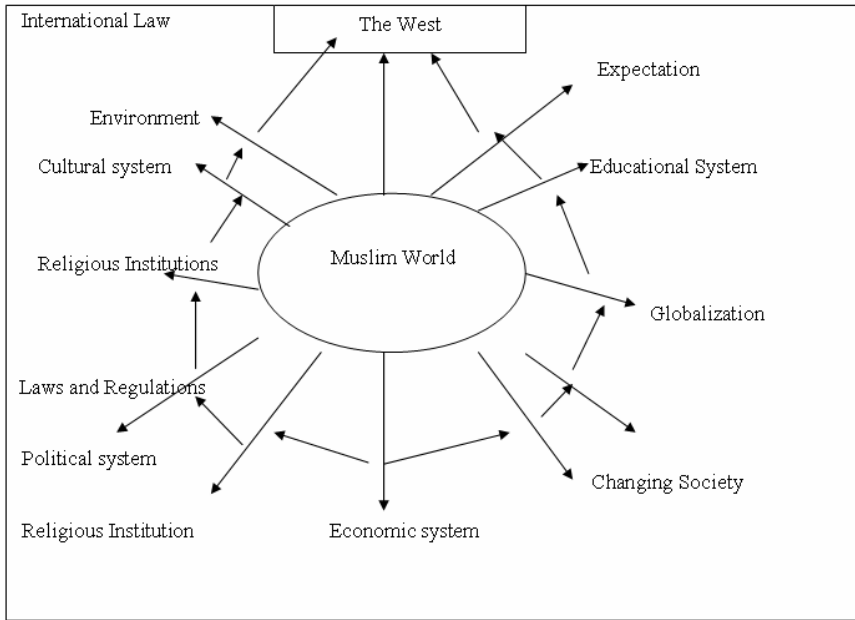 International Law
The West
Expectation
Environment
Cultural system
Educational System
Religious Institutions
Muslim World
Globalization
Laws and Regulations
Political system
Changing Society
Religious Institution
Economic system